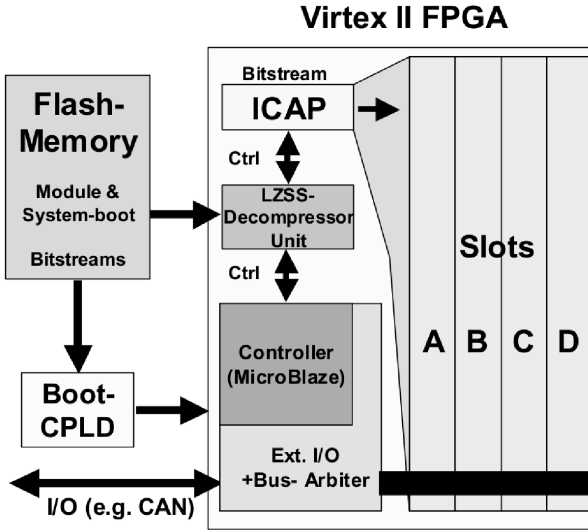 Virtex II FPGA
Flash-
Memory
Module &
System-boot
Bitstreams
Bitstream
ICAP
Ctrl
LZSS-
Decompressor
Unit
Ctrl
Controller
(MicroBlaze)
Boot-
CPLD
Ext. I/O
+Bus- Arbiter
I/O (e.g. CAN)
Slots
A B C D